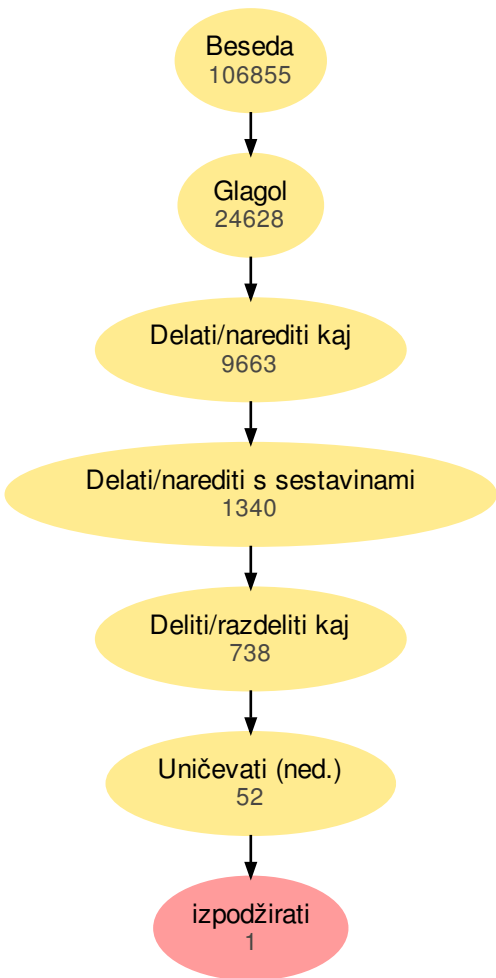 Beseda
106855
Glagol
24628
Delati/narediti kaj
9663
Delati/narediti s sestavinami
1340
Deliti/razdeliti kaj
738
Uničevati (ned.)
52
izpodžirati
1